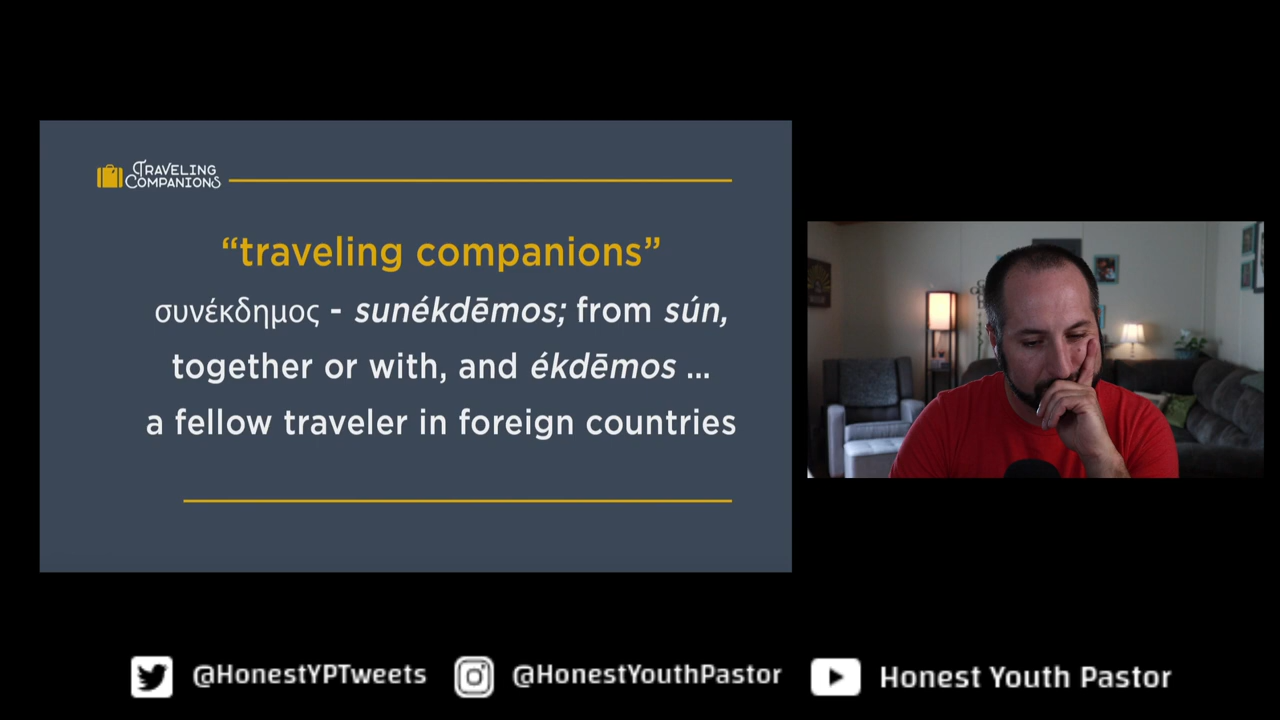 TRAVELING
COMPANIONS
“traveling companions”
συνέκδημος - sunékdēmos; from sún,
together or with, and ékdēmos ...
a fellow traveler in foreign countries
@HonestYPTweets
@HonestYouthPastor
Honest Youth Pastor